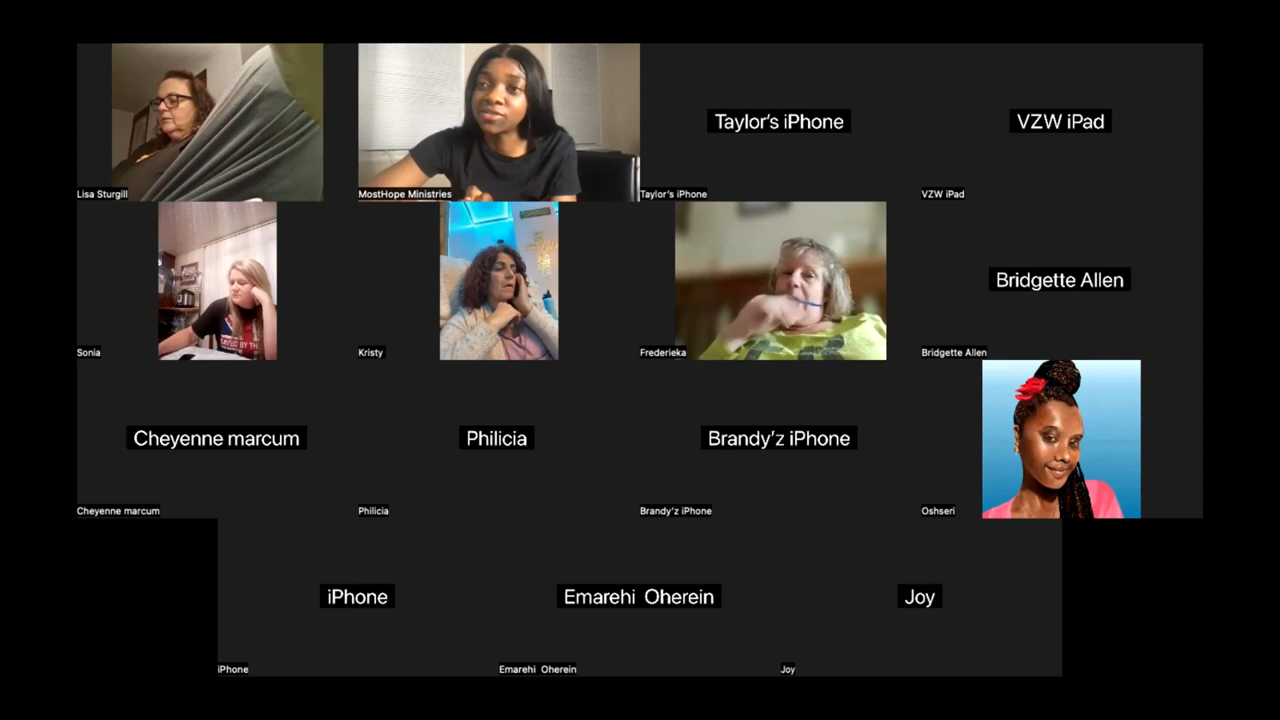 Taylor's iPhone
VZW iPad
Lisa Sturgill
MostHope Ministries
Taylor's iPhone
VZW iPad
Bridgette Allen
Sonia
Kristy
Frederieka
Bridgette Allen
Cheyenne marcum
Philicia
Brandy'z iPhone
Cheyenne marcum
Philicia
Brandy'z iPhone
Oshseri
iPhone
Emarehi Oherein
Joy
iPhone
Emarehi Oherein
Joy